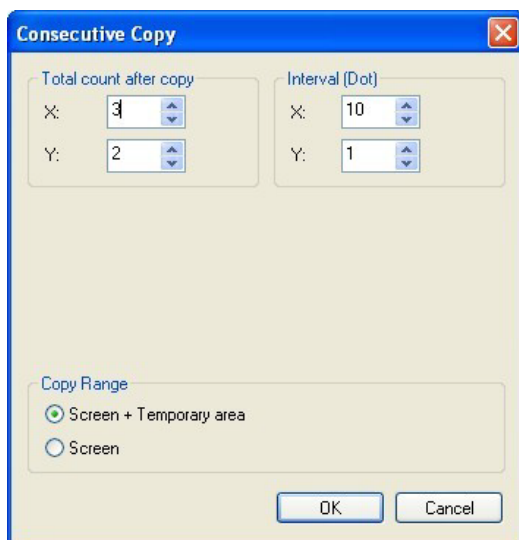 Consecutive Copy
Total count after copy
X: 3
Y: 2
Interval (Dot)
X: 10
Y: 1
Copy Range
Screen + Temporary area
Screen
OK Cancel